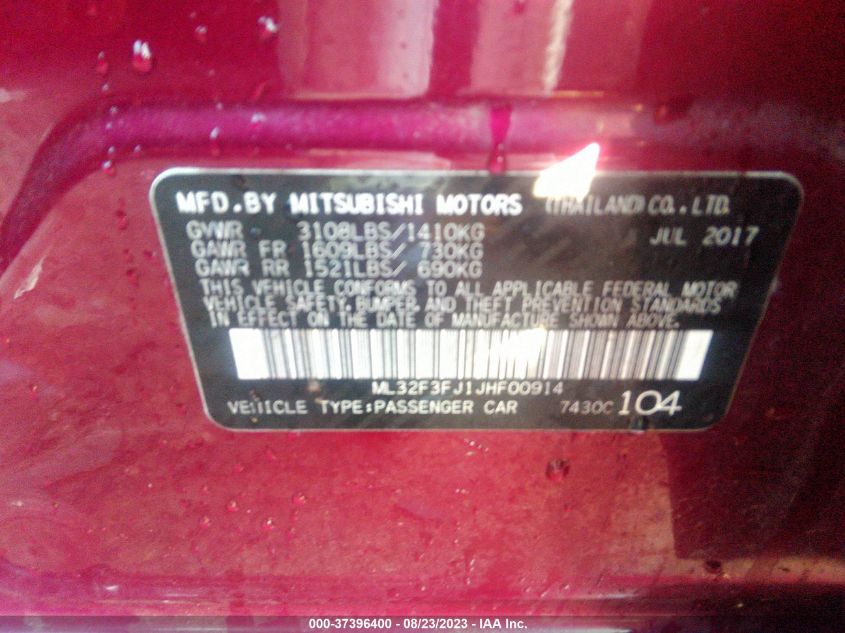 MFD. BY MITSUBISHI MOTORS (THAILAND) CO., LTD.
GVWR 3108LBS/1410KG JUL 2017
GAWR FR 1609LBS/ 730KG
GAWR RR 1521LBS/ 690KG
THIS VEHICLE CONFORMS TO ALL APPLICABLE FEDERAL MOTOR
VEHICLE SAFETY, BUMPER, AND THEFT PREVENTION STANDARDS
IN EFFECT ON THE DATE OF MANUFACTURE SHOWN ABOVE.
ML32F3FJ1JHF00914
VEHICLE TYPE:PASSENGER CAR 7430C 104
000-37396400 - 08/23/2023 - IAA Inc.